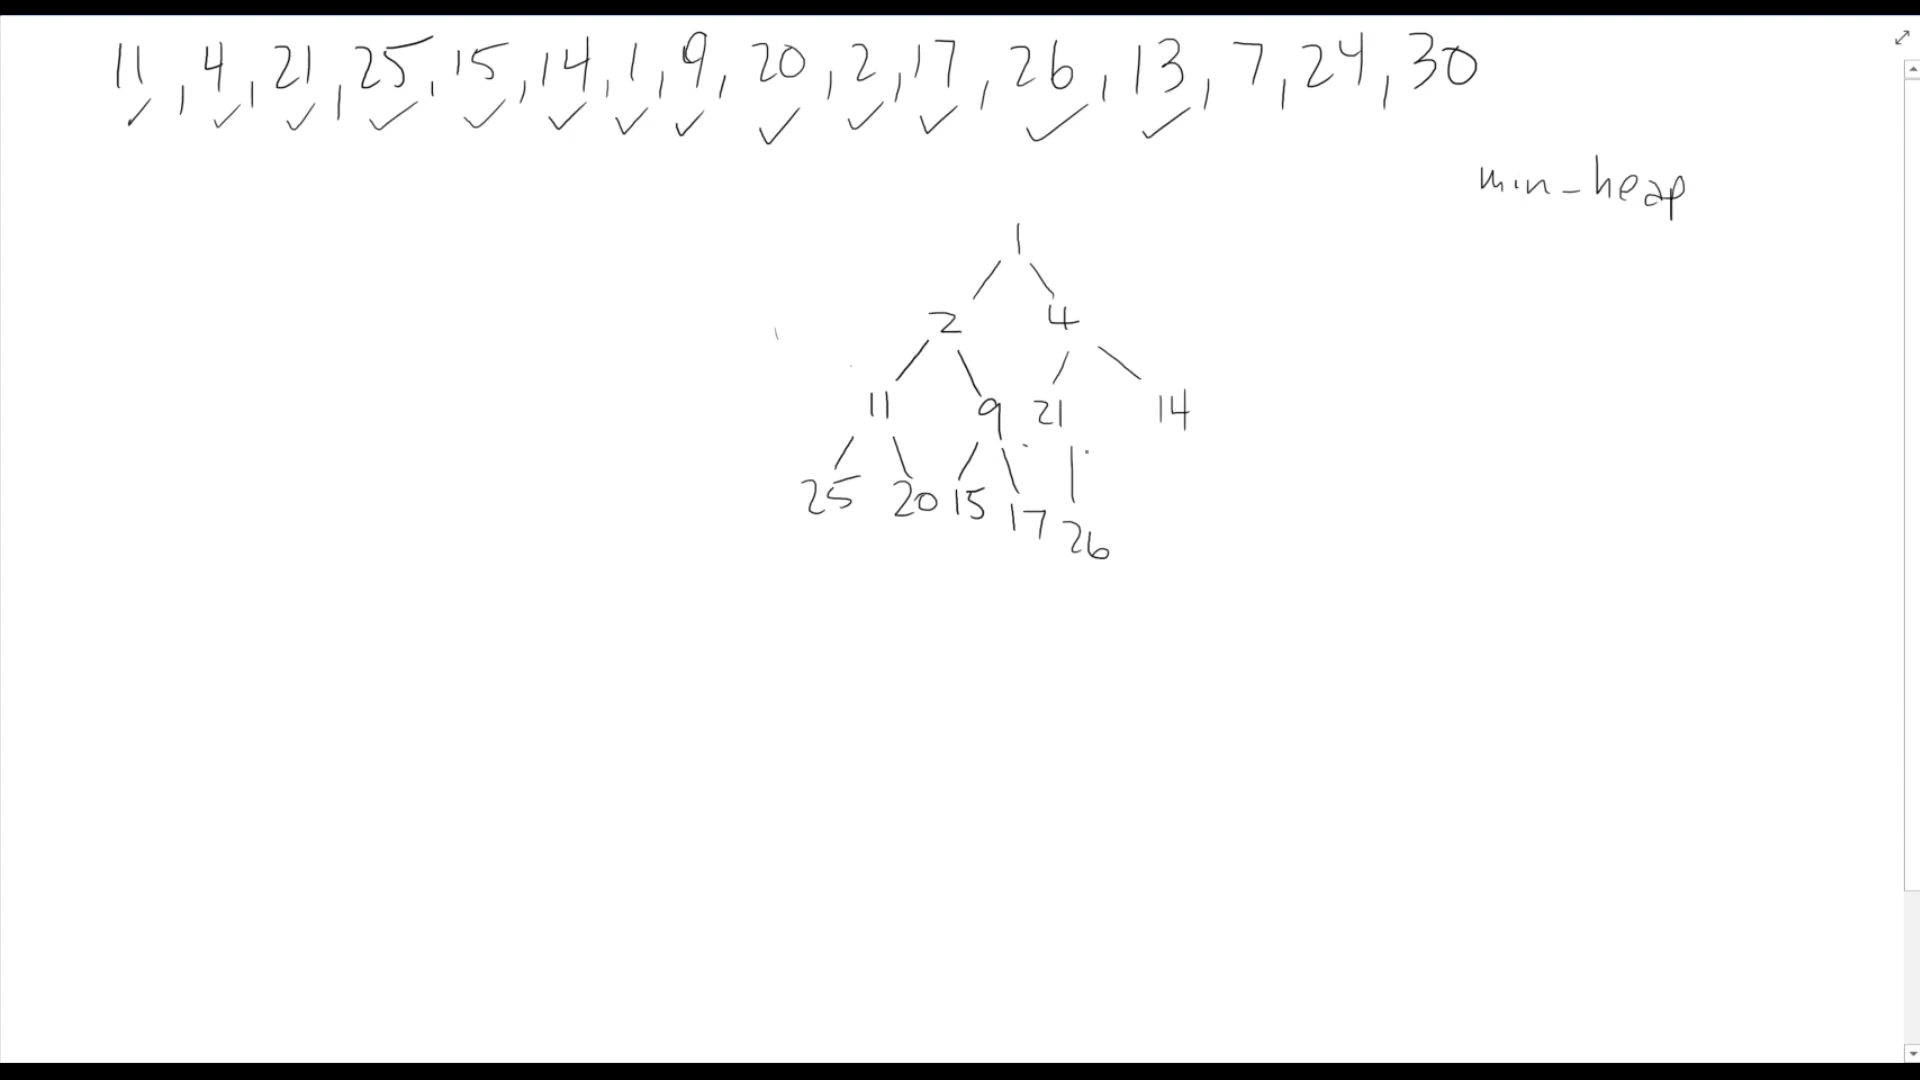 11, 4, 21, 25, 15, 14, 1, 9, 20, 2, 17, 26, 13, 7, 24, 30
min-heap
1
2 4
11 9 21 14
25 20 15 17 26